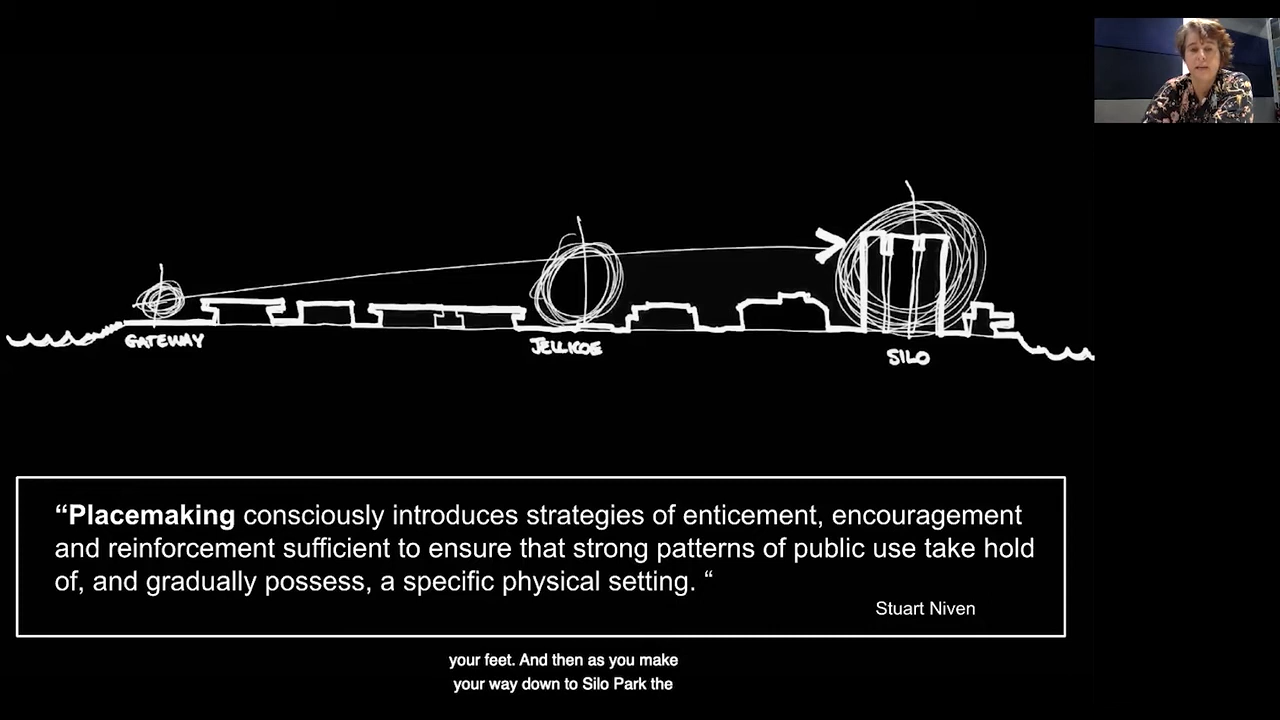 GATEWAY
JELLICOE
SILO
“Placemaking consciously introduces strategies of enticement, encouragement
and reinforcement sufficient to ensure that strong patterns of public use take hold
of, and gradually possess, a specific physical setting. “
Stuart Niven
your feet. And then as you make
your way down to Silo Park the